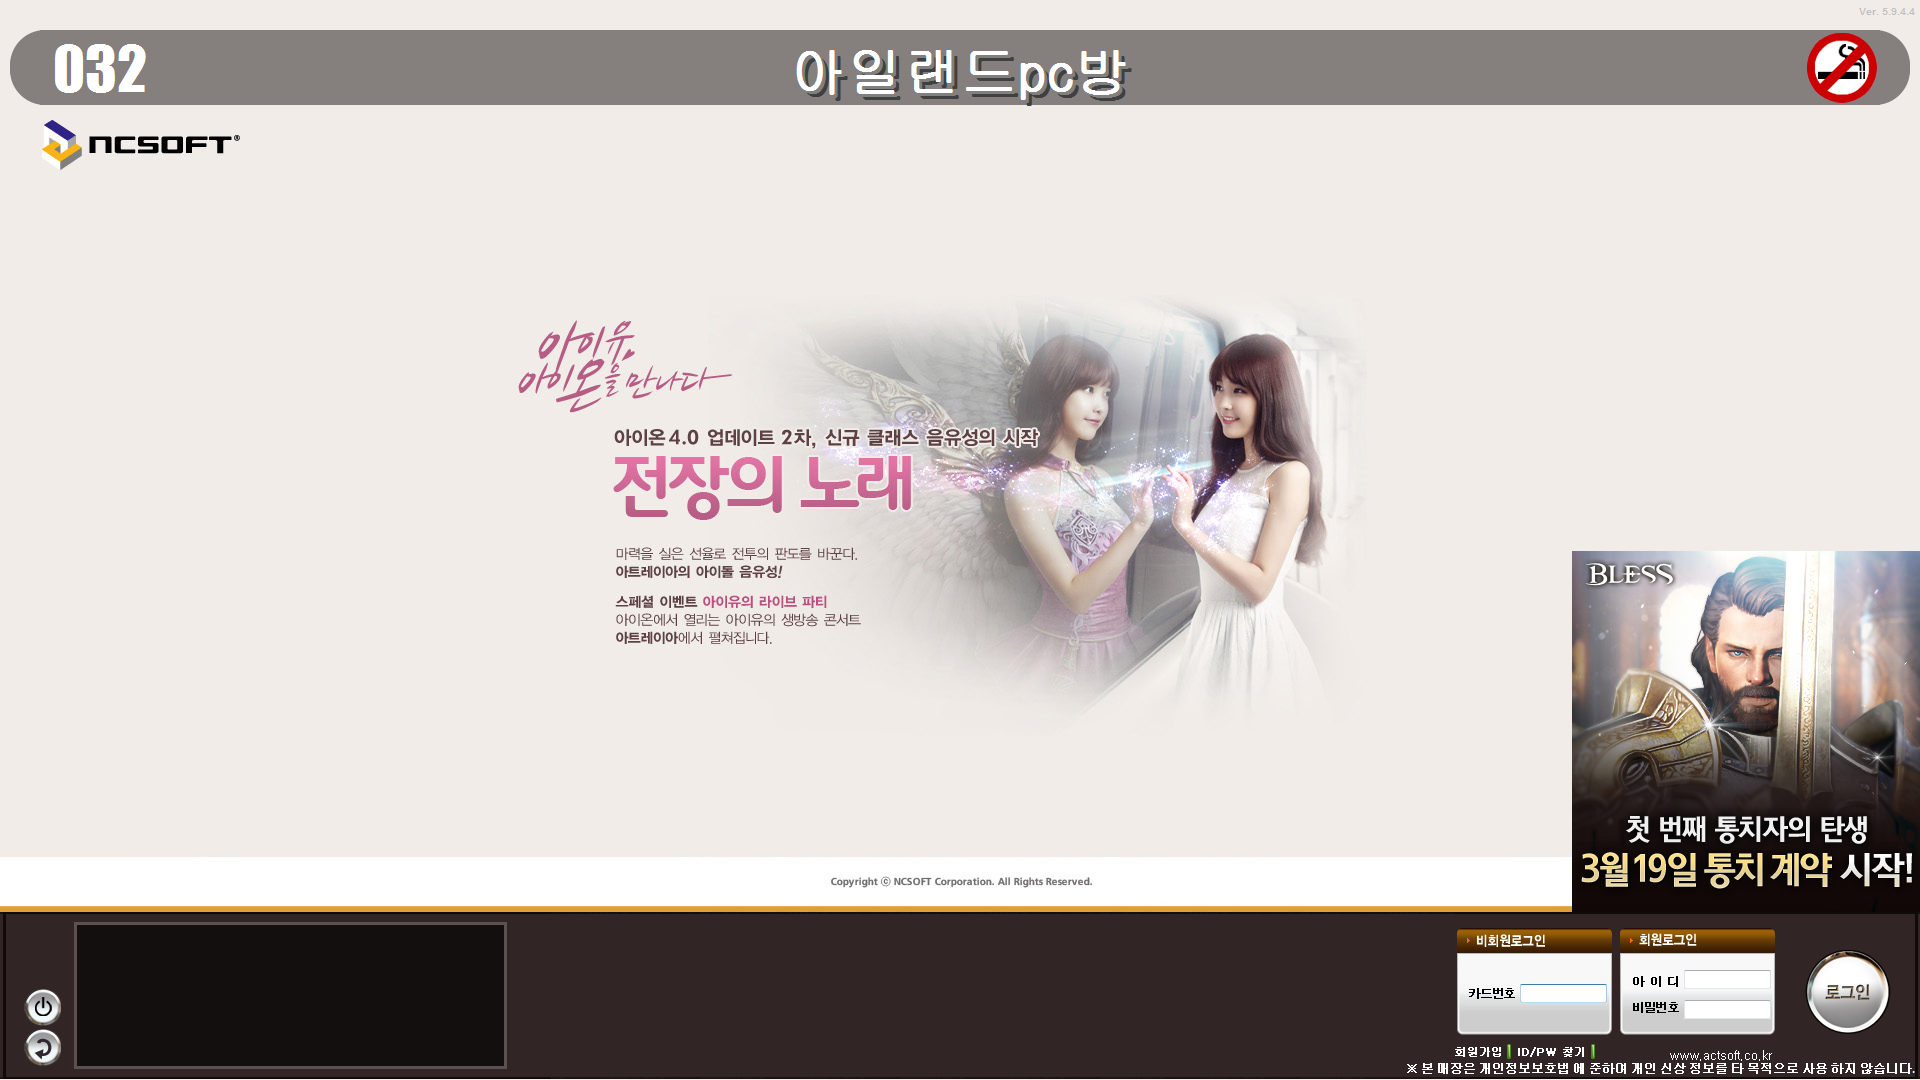 Ver. 5.9.4.4
032
아일랜드pc방
NCSOFT®
아이유,
아이온을 만나다
아이온 4.0 업데이트 2차, 신규 클래스 음유성의 시작
전장의 노래
마력을 실은 선율로 전투의 판도를 바꾼다.
아트레이아의 아이돌 음유성!
스페셜 이벤트 아이유의 라이브 파티
아이온에서 열리는 아이유의 생방송 콘서트
아트레이아에서 펼쳐집니다.
BLESS
첫 번째 통치자의 탄생
3월 19일 통치 계약 시작!
Copyright ⓒ NCSOFT Corporation. All Rights Reserved.
비회원로그인
카드번호
회원로그인
아 이 디
비밀번호
로그인
회원가입 ID/PW 찾기
www.actsoft.co.kr
※ 본 매장은 개인정보보호법 에 준하여 개인 신상 정보를 타 목적으로 사용 하지 않습니다.